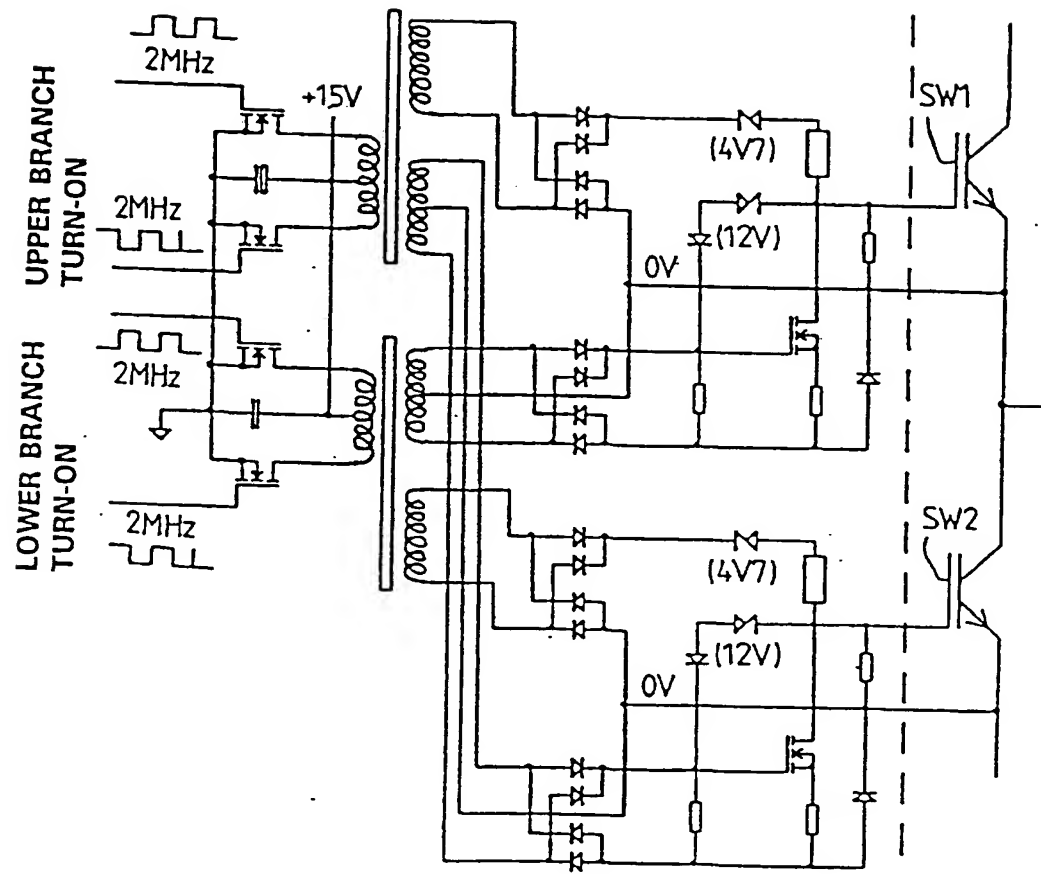 2MHz
UPPER BRANCH
TURN-ON
+15V
2MHz
2MHz
LOWER BRANCH
TURN-ON
2MHz
(4V7)
(12V)
0V
SW1
(4V7)
(12V)
0V
SW2